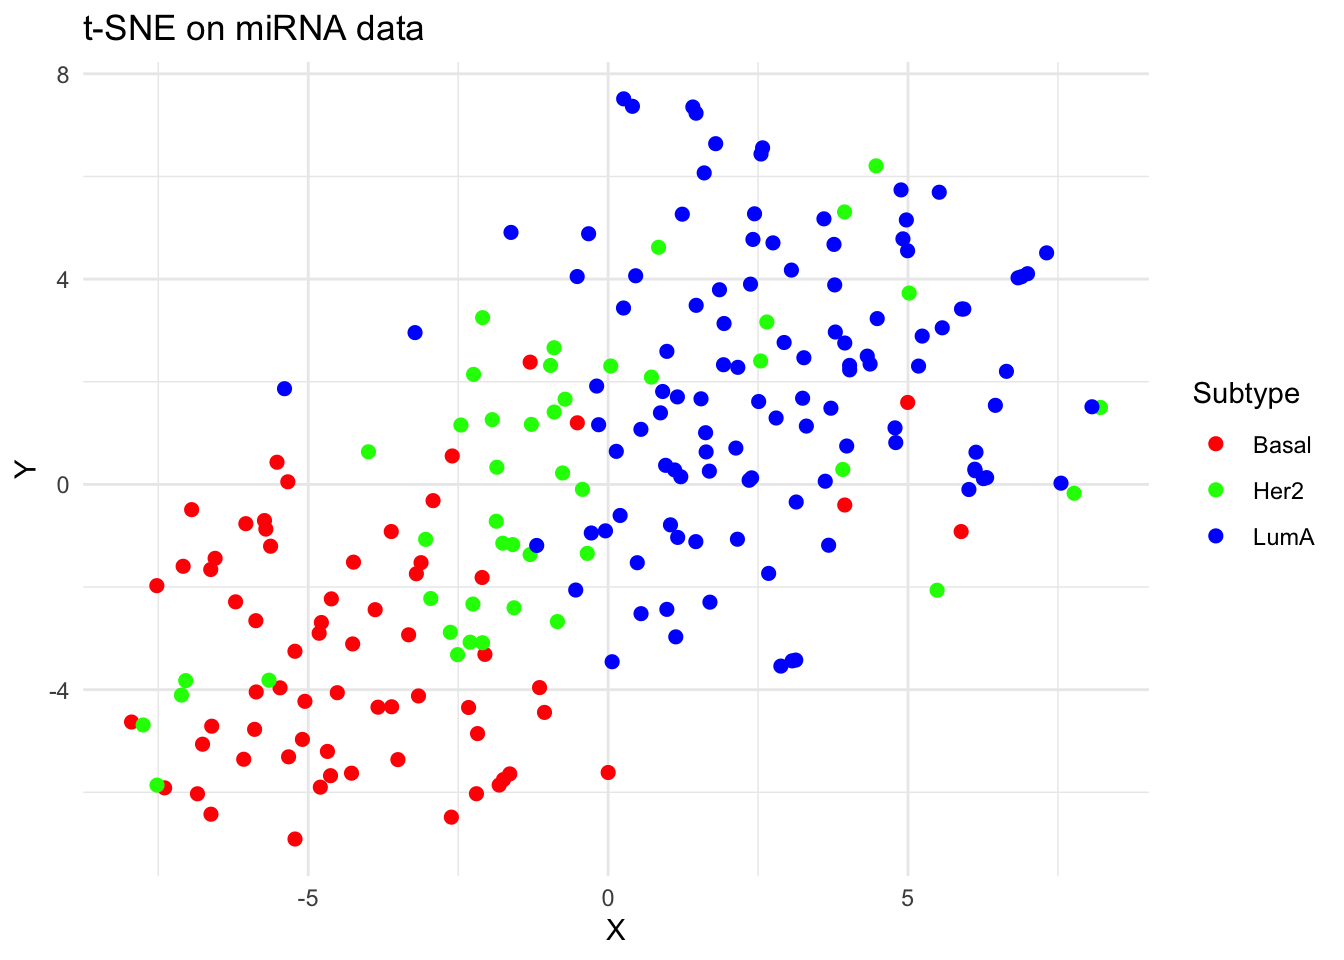 t-SNE on miRNA data
Y
8
4
0
-4
-5 0 5
X
Subtype
Basal
Her2
LumA